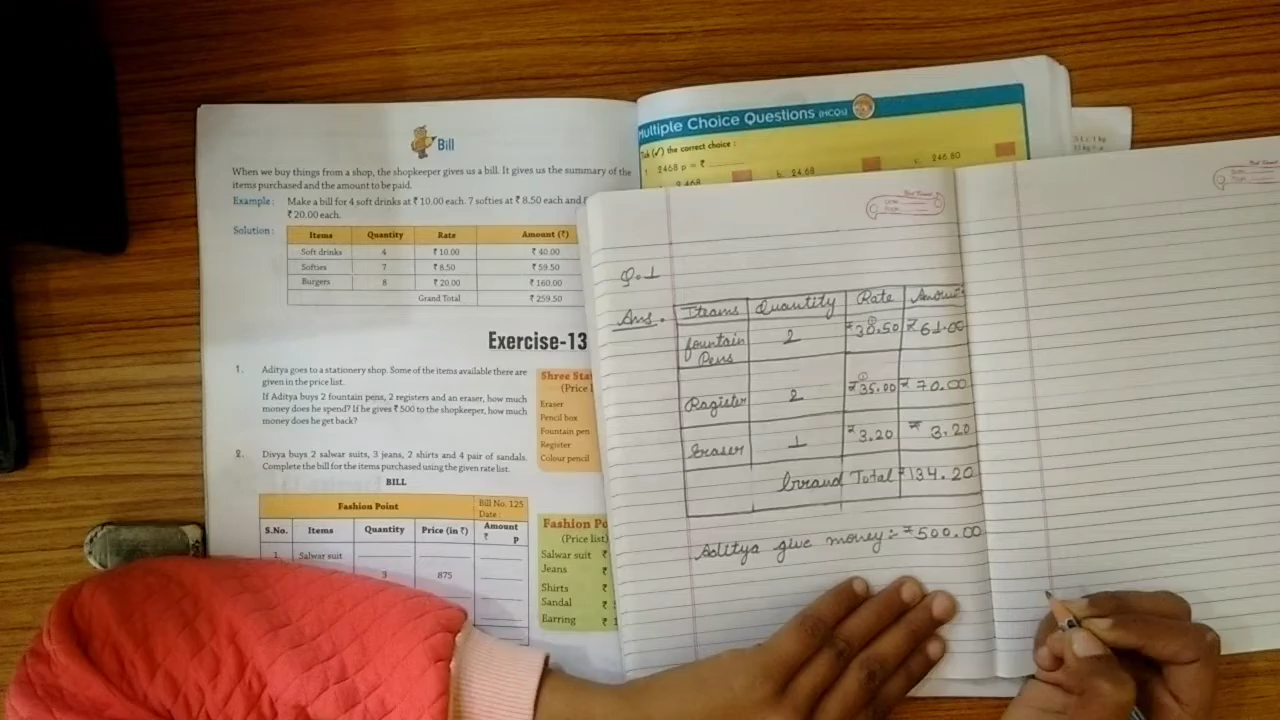 Bill
When we buy things from a shop, the shopkeeper gives us a bill. It gives us the summary of the
items purchased and the amount to be paid.
Example : Make a bill for 4 soft drinks at ₹ 10.00 each. 7 softies at ₹ 8.50 each and
₹ 20.00 each.
Solution :
Items Quantity Rate Amount (₹)
Soft drinks 4 ₹ 10.00 ₹ 40.00
Softies 7 ₹ 8.50 ₹ 59.50
Burgers 8 ₹ 20.00 ₹ 160.00
Grand Total ₹ 259.50
Exercise-13
1. Aditya goes to a stationery shop. Some of the items available there are
given in the price list.
If Aditya buys 2 fountain pens, 2 registers and an eraser, how much
money does he spend? If he gives ₹ 500 to the shopkeeper, how much
money does he get back?
Shree Sta
(Price l
Eraser
Pencil box
Fountain pen
Register
Colour pencil
2. Divya buys 2 salwar suits, 3 jeans, 2 shirts and 4 pair of sandals.
Complete the bill for the items purchased using the given rate list.
BILL
Fashion Point Bill No. 125
Date :
S.No. Items Quantity Price (in ₹) Amount
₹ p
1. Salwar suit
3 875
Fashion Po
(Price list)
Salwar suit ₹
Jeans ₹
Shirts ₹
Sandal ₹
Earring ₹ 1
Multiple Choice Questions (MCQs)
Tick (✓) the correct choice :
1. 2468 p = ₹
b. 24.68
c. 246.80
Q.1
Ans.
Iteams Quantity Rate Amount
fountain Pens 2 ₹30.50 ₹61.00
Ragister 2 ₹35.00 ₹70.00
Eraser 1 ₹3.20 ₹3.20
Grand Total ₹134.20
Aditya give money:- ₹500.00